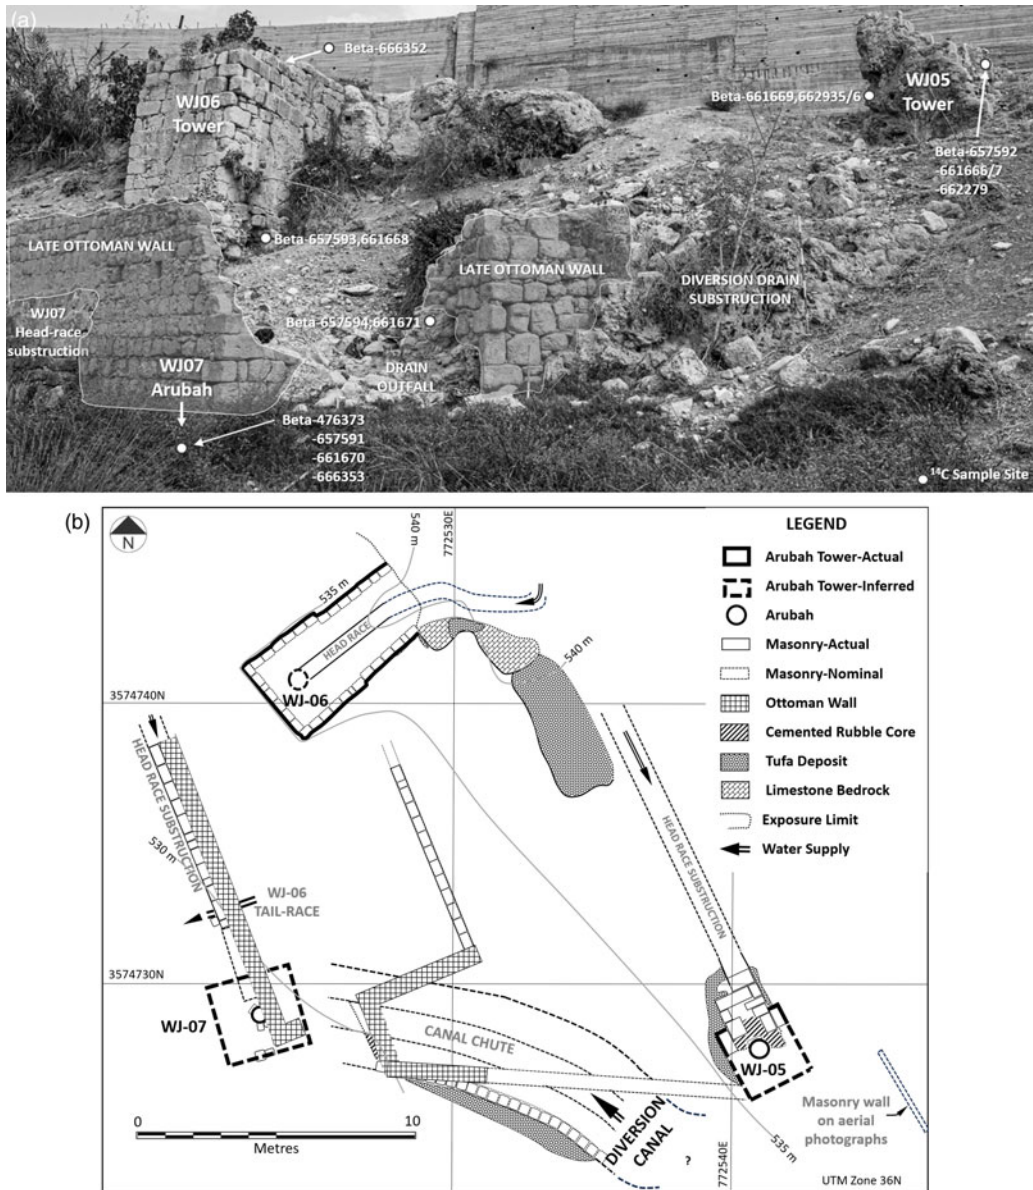 (a)
Beta-666352
WJ06
Tower
WJ05
Tower
Beta-661669,662935/6
Beta-657592
-661666/7
-662279
LATE OTTOMAN WALL
Beta-657593,661668
LATE OTTOMAN WALL
DIVERSION DRAIN
SUBSTRUCTION
WJ07
Head-race
substruction
Beta-657594;661671
WJ07
Arubah
DRAIN
OUTFALL
Beta-476373
-657591
-661670
-666353
14C Sample Site
(b)
N
540 m
772530E
535 m
HEAD RACE
540 m
WJ-06
3574740N
HEAD RACE SUBSTRUCTION
530 m
WJ-06
TAIL-RACE
HEAD RACE SUBSTRUCTION
3574730N
WJ-07
CANAL CHUTE
WJ-05
DIVERSION
CANAL
?
772540E
535 m
Masonry wall
on aerial
photographs
0
10
Metres
UTM Zone 36N
LEGEND
Arubah Tower-Actual
Arubah Tower-Inferred
Arubah
Masonry-Actual
Masonry-Nominal
Ottoman Wall
Cemented Rubble Core
Tufa Deposit
Limestone Bedrock
Exposure Limit
Water Supply